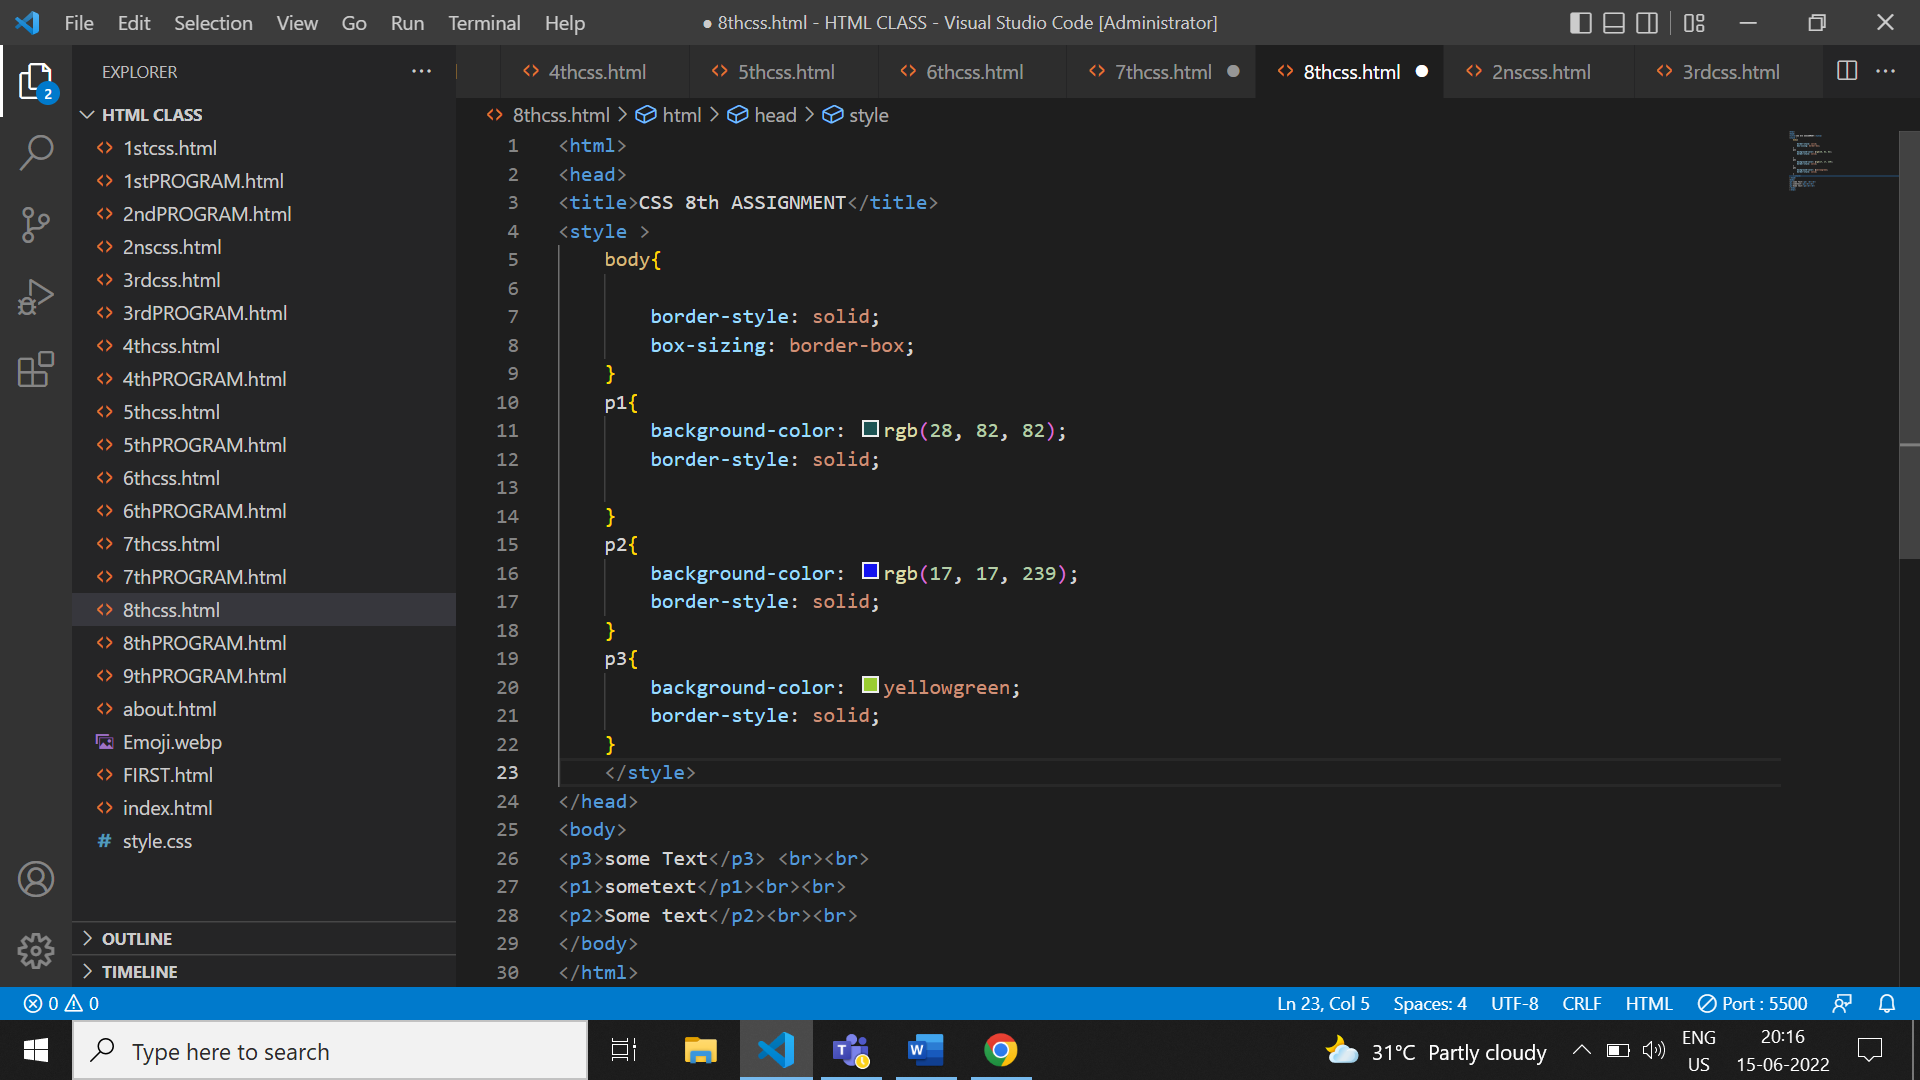 File Edit Selection View Go Run Terminal Help
● 8thcss.html - HTML CLASS - Visual Studio Code [Administrator]
EXPLORER
HTML CLASS
1stcss.html
1stPROGRAM.html
2ndPROGRAM.html
2nscss.html
3rdcss.html
3rdPROGRAM.html
4thcss.html
4thPROGRAM.html
5thcss.html
5thPROGRAM.html
6thcss.html
6thPROGRAM.html
7thcss.html
7thPROGRAM.html
8thcss.html
8thPROGRAM.html
9thPROGRAM.html
about.html
Emoji.webp
FIRST.html
index.html
# style.css
OUTLINE
TIMELINE
2
4thcss.html 5thcss.html 6thcss.html 7thcss.html 8thcss.html 2nscss.html 3rdcss.html
8thcss.html > html > head > style
1 <html>
2 <head>
3 <title>CSS 8th ASSIGNMENT</title>
4 <style >
5 body{
6
7 border-style: solid;
8 box-sizing: border-box;
9 }
10 p1{
11 background-color: rgb(28, 82, 82);
12 border-style: solid;
13
14 }
15 p2{
16 background-color: rgb(17, 17, 239);
17 border-style: solid;
18 }
19 p3{
20 background-color: yellowgreen;
21 border-style: solid;
22 }
23 </style>
24 </head>
25 <body>
26 <p3>some Text</p3> <br><br>
27 <p1>sometext</p1><br><br>
28 <p2>Some text</p2><br><br>
29 </body>
30 </html>
0 0
Ln 23, Col 5 Spaces: 4 UTF-8 CRLF HTML Port : 5500
Type here to search
31°C Partly cloudy
ENG
US
20:16
15-06-2022